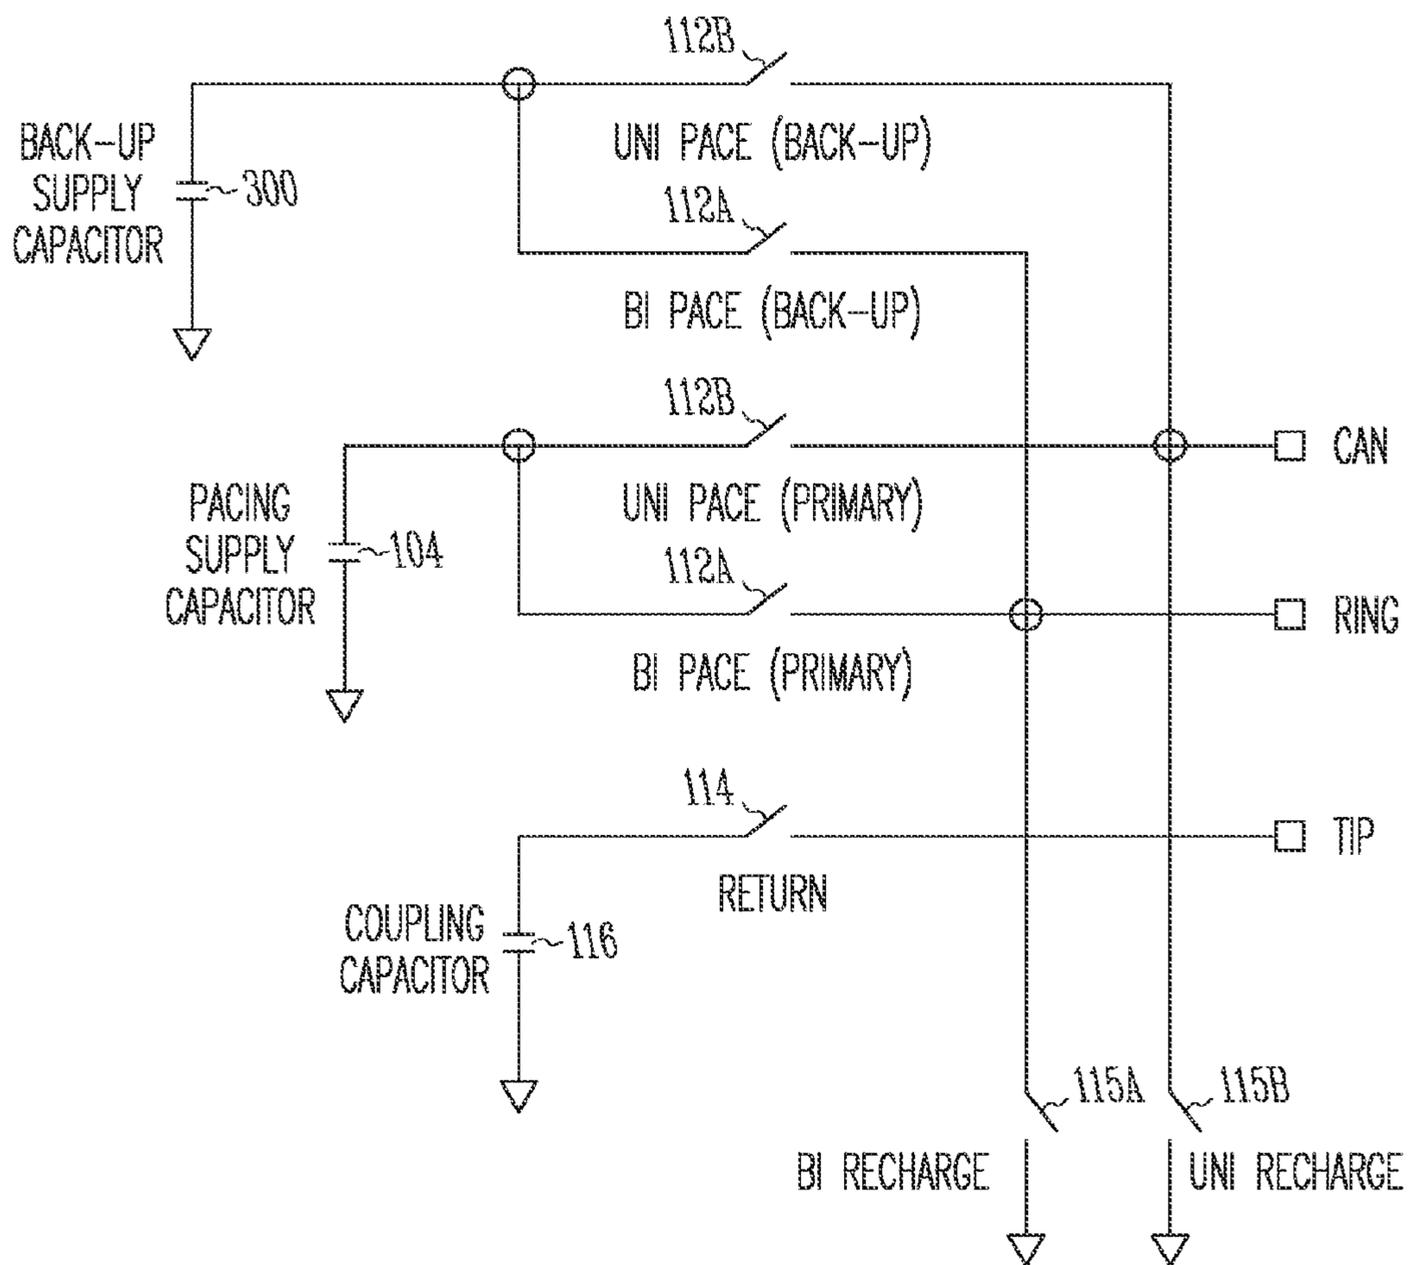 112B
BACK-UP
SUPPLY
CAPACITOR
300
UNI PACE (BACK-UP)
112A
BI PACE (BACK-UP)
112B
CAN
PACING
SUPPLY
CAPACITOR
104
UNI PACE (PRIMARY)
112A
RING
BI PACE (PRIMARY)
114
TIP
RETURN
COUPLING
CAPACITOR
116
115A
115B
BI RECHARGE
UNI RECHARGE